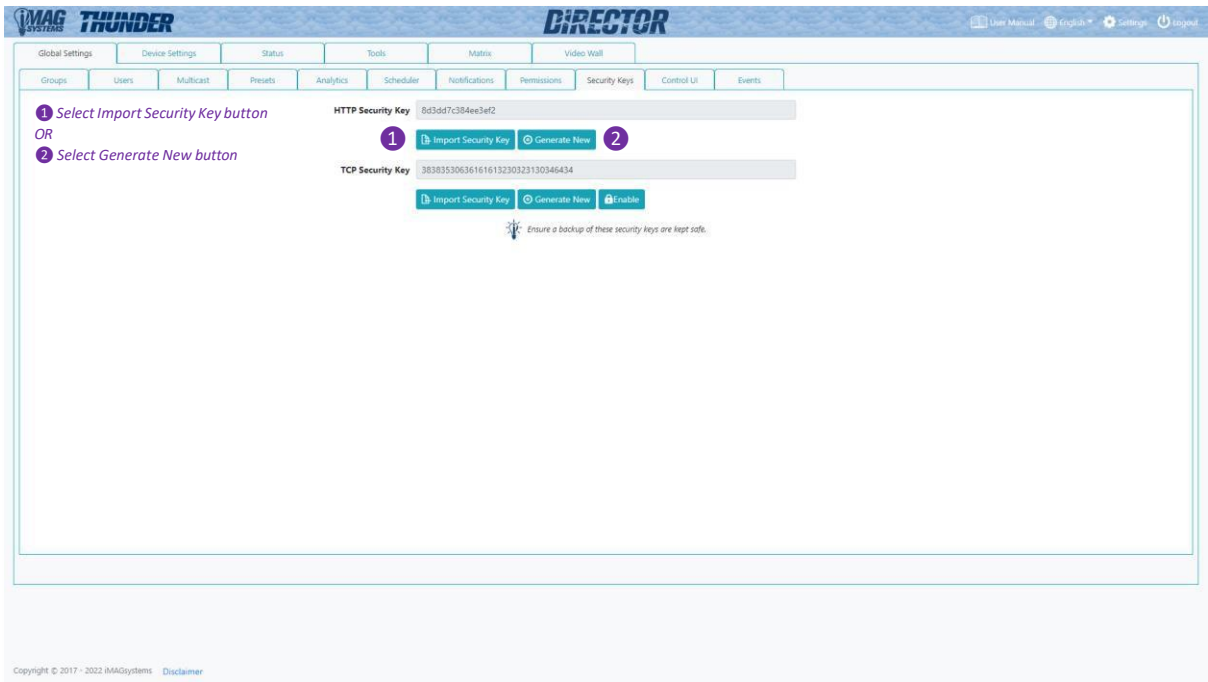 iMAG SYSTEMS THUNDER DiRECTOR User Manual English Settings Logout
Global Settings Device Settings Status Tools Matrix Video Wall
Groups Users Multicast Presets Analytics Scheduler Notifications Permissions Security Keys Control UI Events
1 Select Import Security Key button
HTTP Security Key 8d3dd7c384ee3ef2
OR
1 Import Security Key Generate New 2
2 Select Generate New button
TCP Security Key 38383530636161613230323130346434
Import Security Key Generate New Enable
Ensure a backup of these security keys are kept safe.
Copyright © 2017 - 2022 iMAGsystems Disclaimer